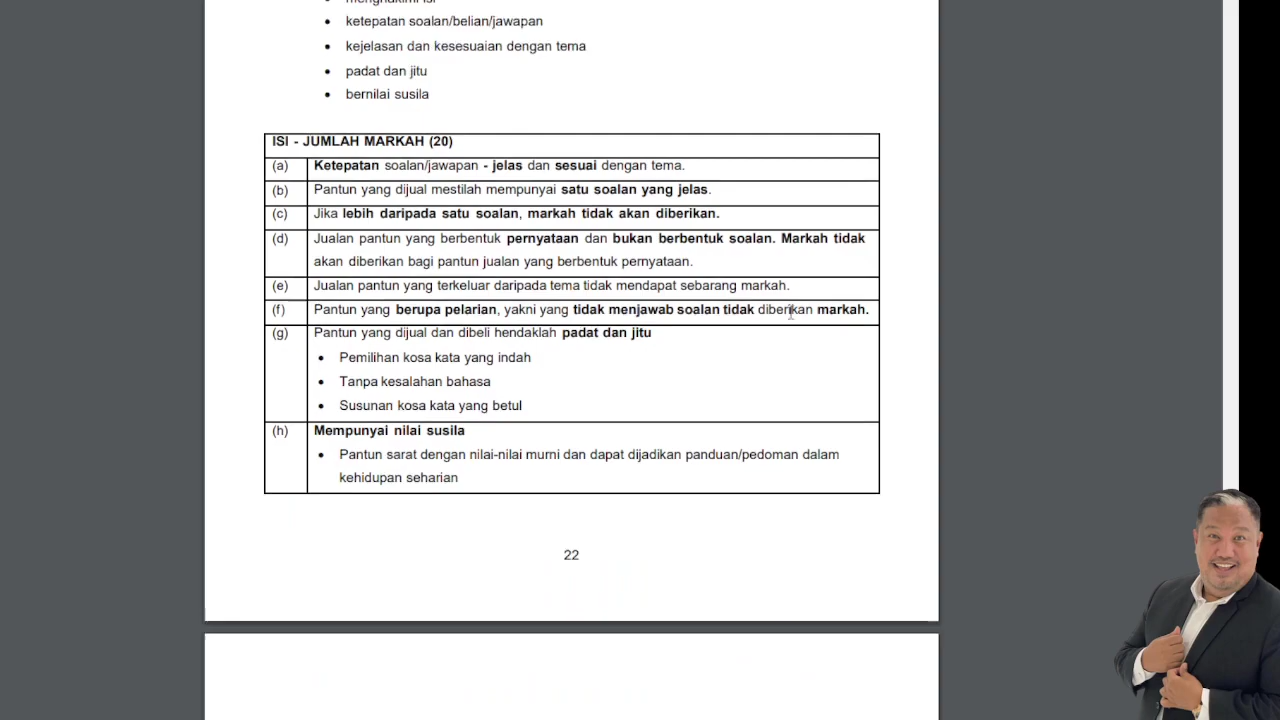 menghakimi isi
• ketepatan soalan/belian/jawapan
• kejelasan dan kesesuaian dengan tema
• padat dan jitu
• bernilai susila
ISI - JUMLAH MARKAH (20)
(a) Ketepatan soalan/jawapan - jelas dan sesuai dengan tema.
(b) Pantun yang dijual mestilah mempunyai satu soalan yang jelas.
(c) Jika lebih daripada satu soalan, markah tidak akan diberikan.
(d) Jualan pantun yang berbentuk pernyataan dan bukan berbentuk soalan. Markah tidak
akan diberikan bagi pantun jualan yang berbentuk pernyataan.
(e) Jualan pantun yang terkeluar daripada tema tidak mendapat sebarang markah.
(f) Pantun yang berupa pelarian, yakni yang tidak menjawab soalan tidak diberikan markah.
(g) Pantun yang dijual dan dibeli hendaklah padat dan jitu
• Pemilihan kosa kata yang indah
• Tanpa kesalahan bahasa
• Susunan kosa kata yang betul
(h) Mempunyai nilai susila
• Pantun sarat dengan nilai-nilai murni dan dapat dijadikan panduan/pedoman dalam
kehidupan seharian
22